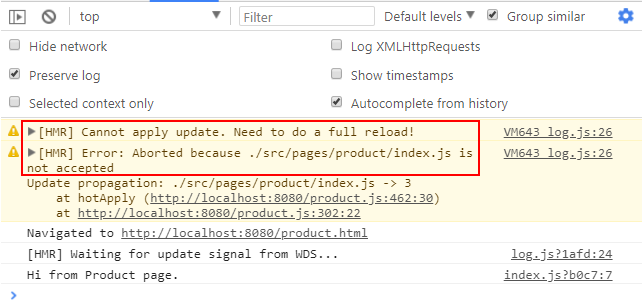 top Filter Default levels Group similar
Hide network Log XMLHttpRequests
Preserve log Show timestamps
Selected context only Autocomplete from history
[HMR] Cannot apply update. Need to do a full reload! VM643 log.js:26
[HMR] Error: Aborted because ./src/pages/product/index.js is VM643 log.js:26
not accepted
Update propagation: ./src/pages/product/index.js -> 3
at hotApply (http://localhost:8080/product.js:462:30)
at http://localhost:8080/product.js:302:22
Navigated to http://localhost:8080/product.html
[HMR] Waiting for update signal from WDS... log.js?1afd:24
Hi from Product page. index.js?b0c7:7